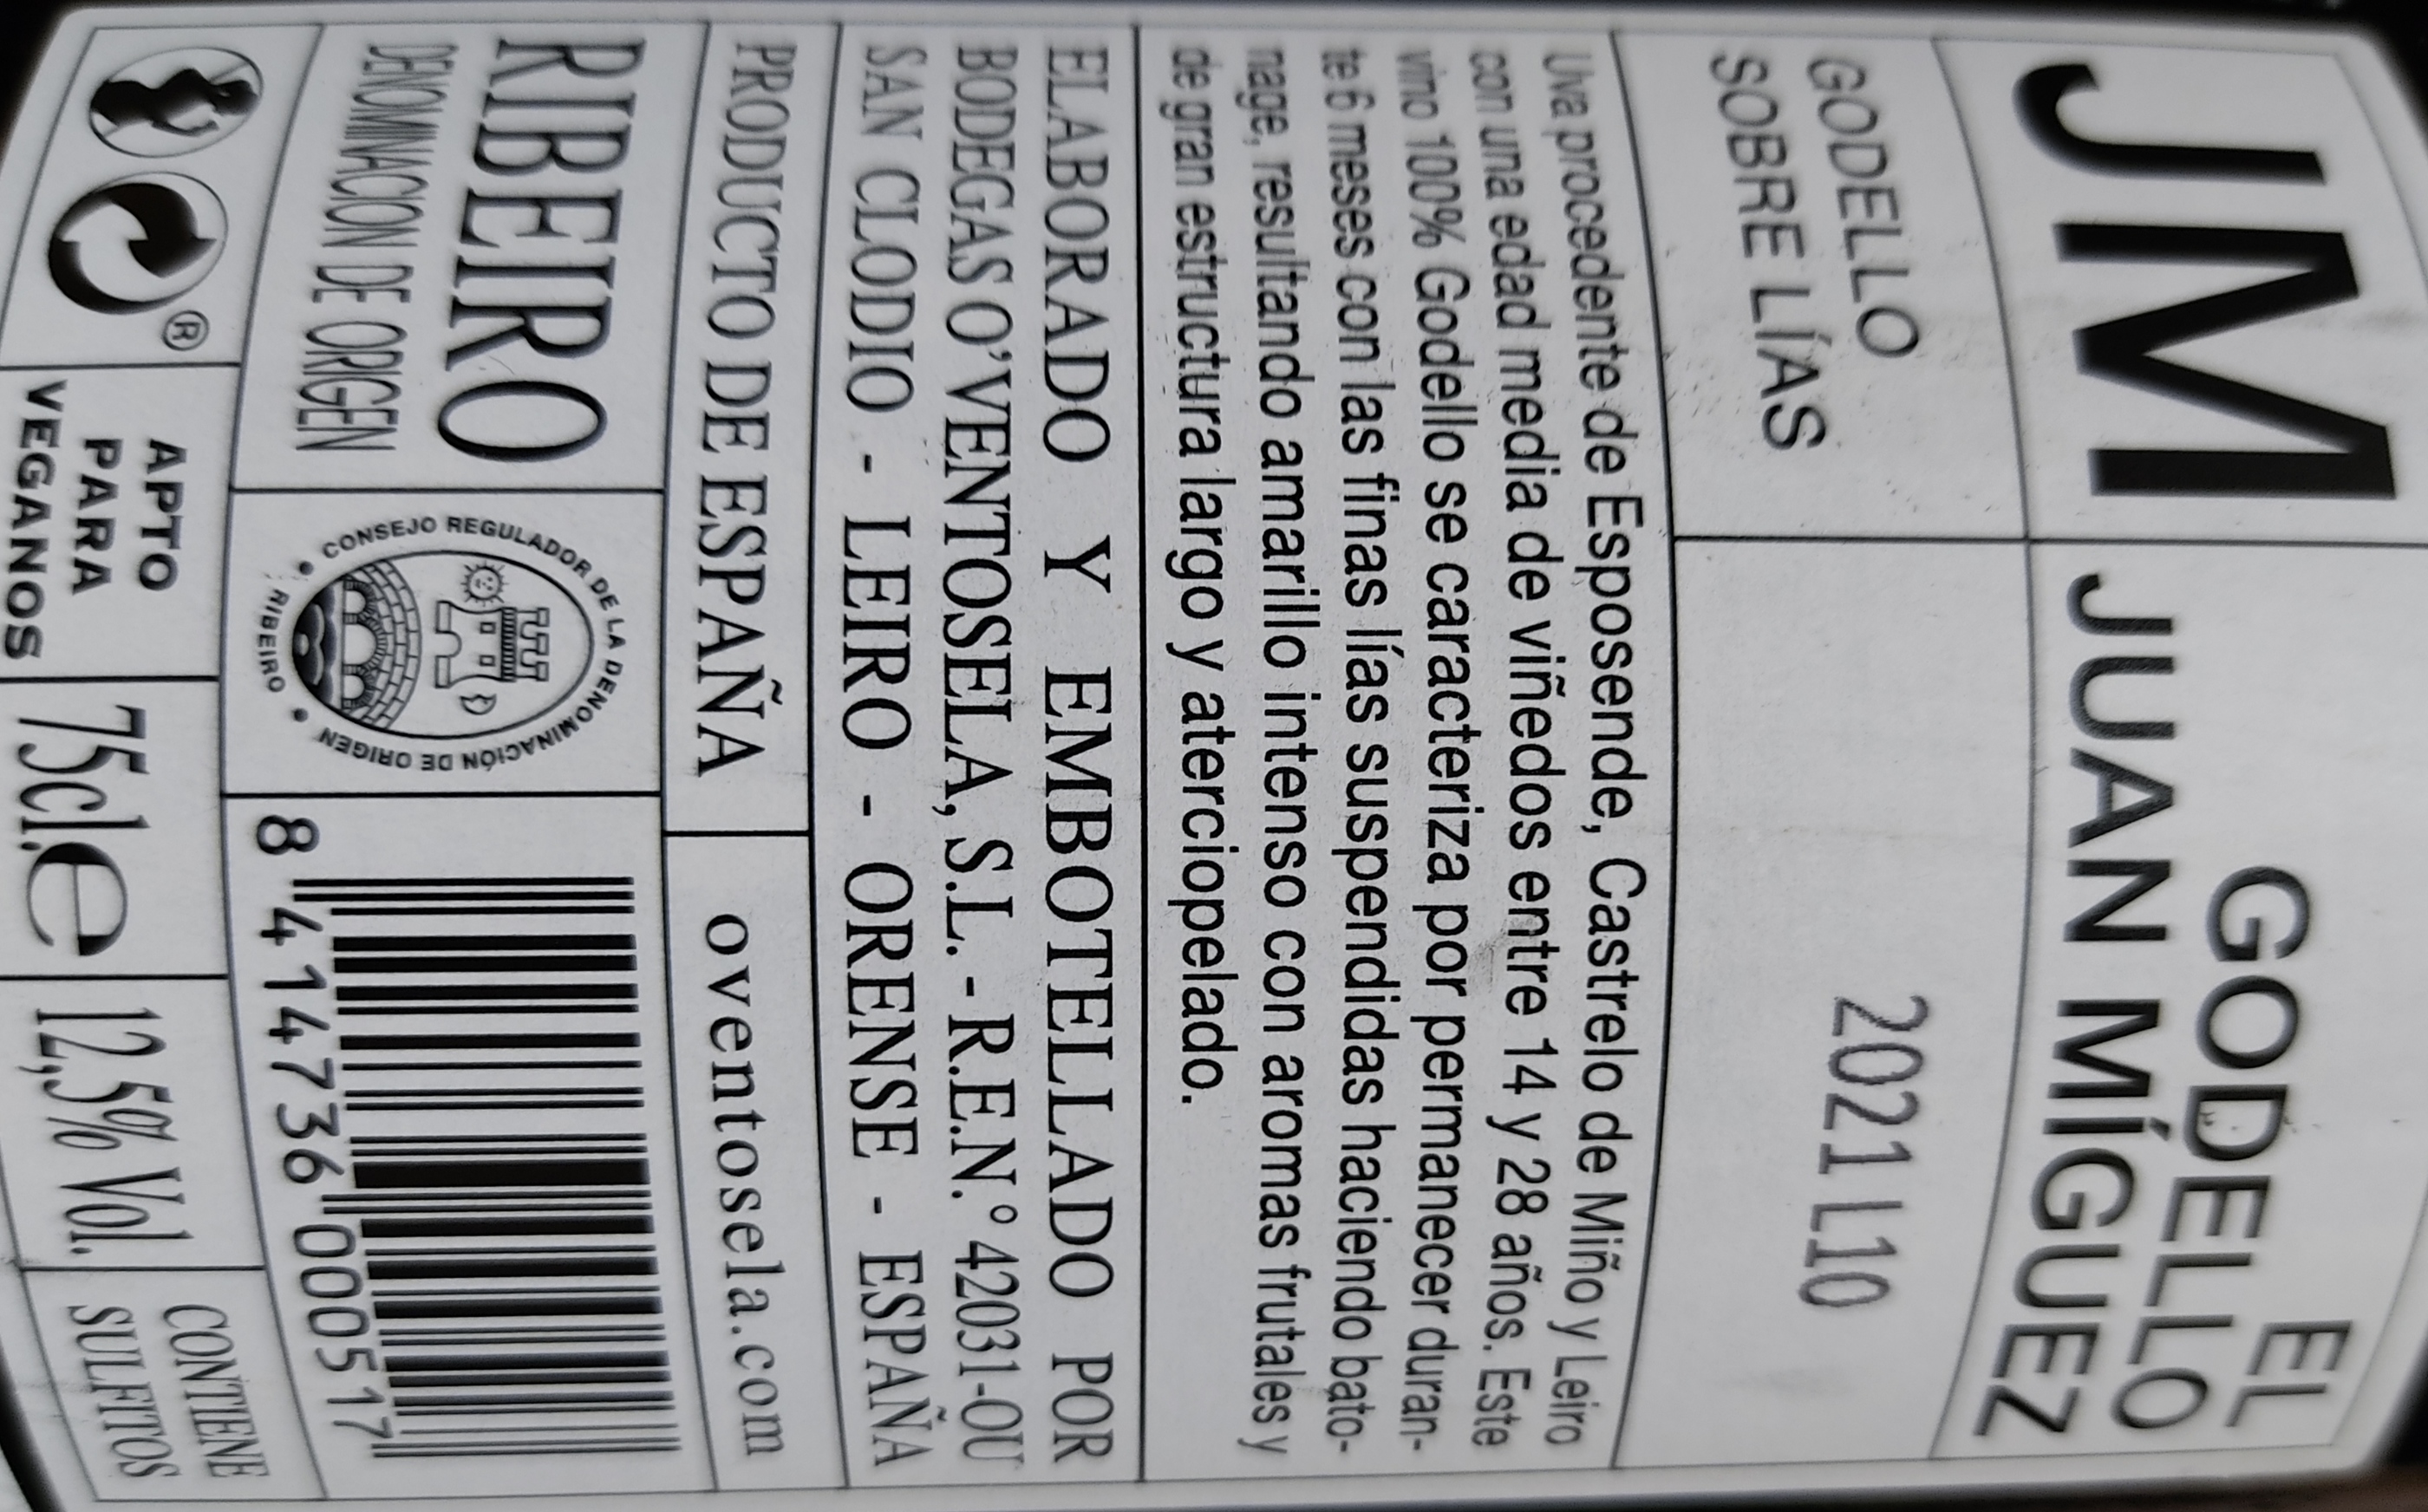 JM
EL
GODELLO
JUAN MÍGUEZ
GODELLO
SOBRE LÍAS
2021 L10
Uva procedente de Esposende, Castrelo de Miño y Leiro
con una edad media de viñedos entre 14 y 28 años. Este
vino 100% Godello se caracteriza por permanecer duran-
te 6 meses con las finas lías suspendidas haciendo bato-
nage, resultando amarillo intenso con aromas frutales y
de gran estructura largo y aterciopelado.
ELABORADO Y EMBOTELLADO POR
BODEGAS O'VENTOSELA, S.L. - R.E.N.º 42031-OU
SAN CLODIO - LEIRO - ORENSE - ESPAÑA
PRODUCTO DE ESPAÑA
oventosela.com
RIBEIRO
DENOMINACION DE ORIGEN
CONSEJO REGULADOR DE LA DENOMINACIÓN DE ORIGEN
• RIBEIRO •
8 414736 000517
®
APTO
PARA
VEGANOS
75cl.e
12,5% Vol.
CONTIENE
SULFITOS